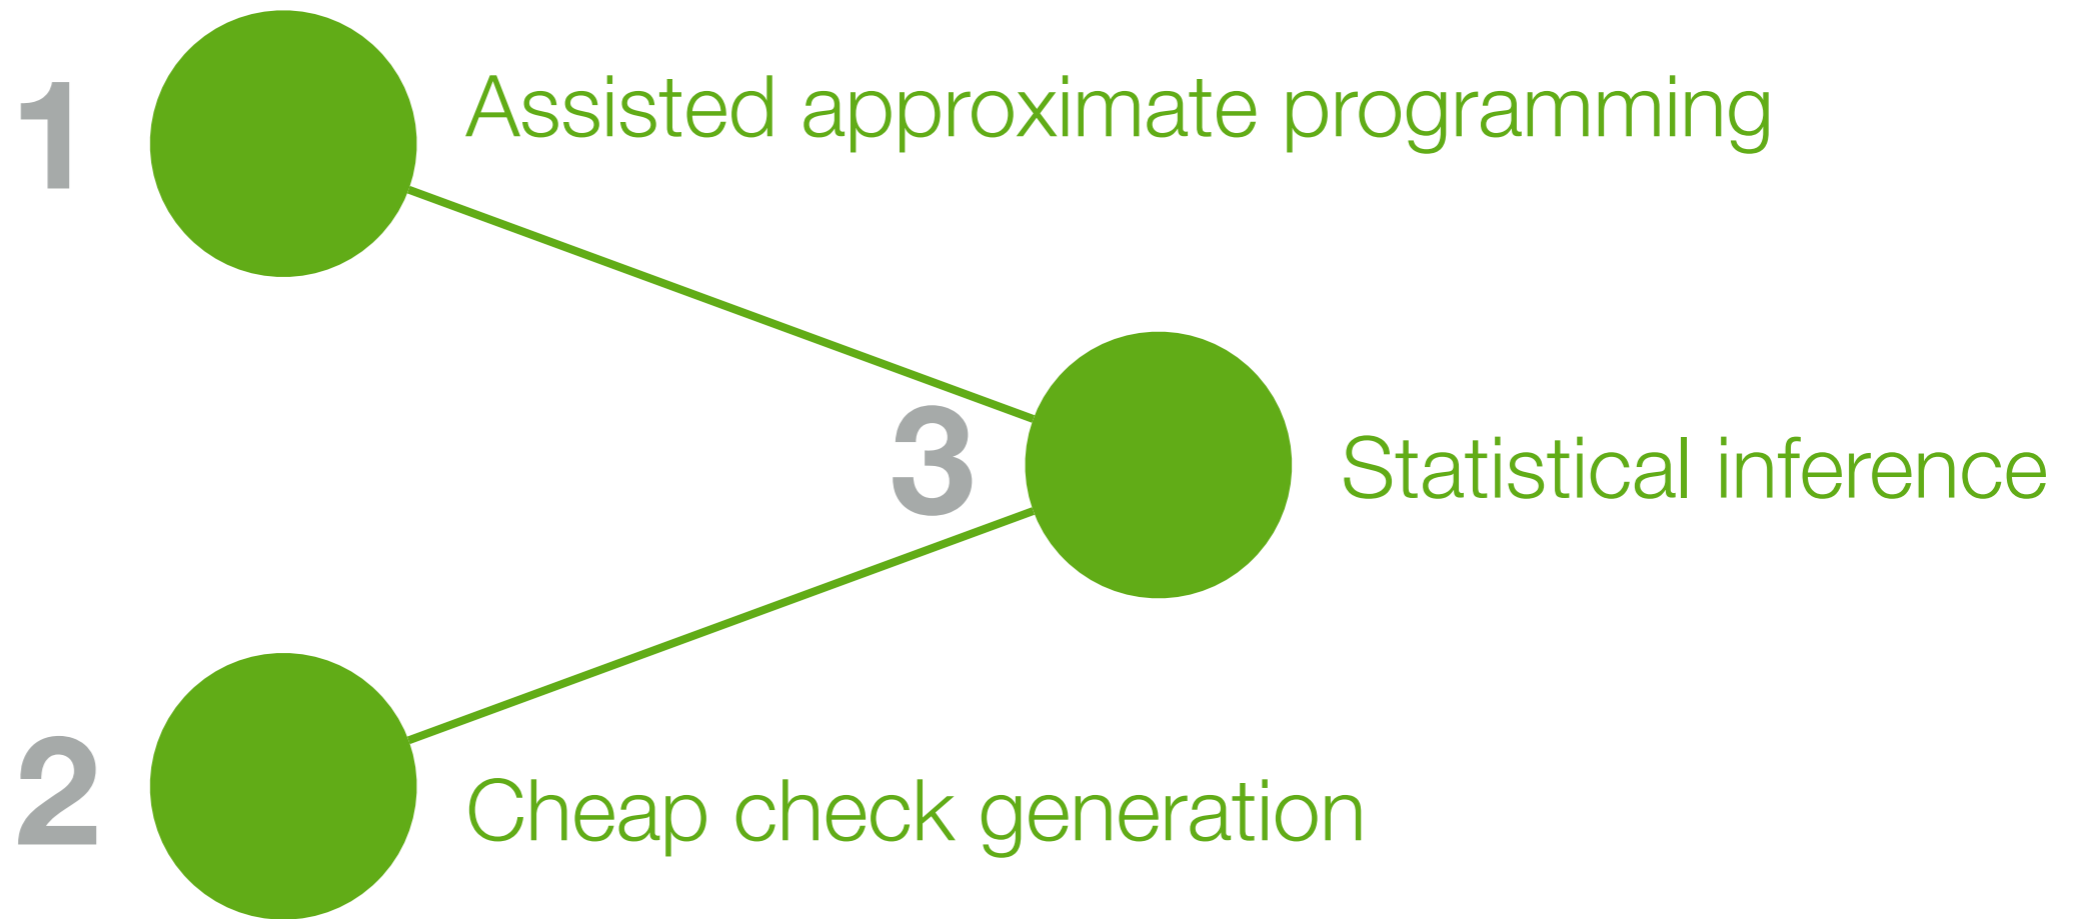 1 Assisted approximate programming
3 Statistical inference
2 Cheap check generation